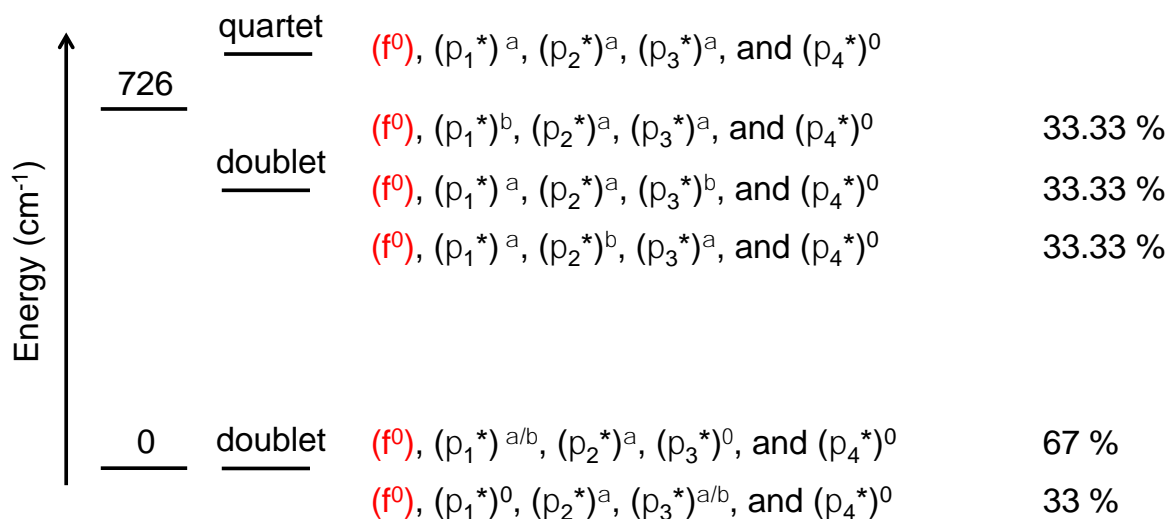 quartet (f⁰), (p₁*)ᵃ, (p₂*)ᵃ, (p₃*)ᵃ, and (p₄*)⁰
726
(f⁰), (p₁*)ᵇ, (p₂*)ᵃ, (p₃*)ᵃ, and (p₄*)⁰ 33.33 %
doublet (f⁰), (p₁*)ᵃ, (p₂*)ᵃ, (p₃*)ᵇ, and (p₄*)⁰ 33.33 %
(f⁰), (p₁*)ᵃ, (p₂*)ᵇ, (p₃*)ᵃ, and (p₄*)⁰ 33.33 %
Energy (cm⁻¹)
0 doublet (f⁰), (p₁*)ᵃ/ᵇ, (p₂*)ᵃ, (p₃*)⁰, and (p₄*)⁰ 67 %
(f⁰), (p₁*)⁰, (p₂*)ᵃ, (p₃*)ᵃ/ᵇ, and (p₄*)⁰ 33 %